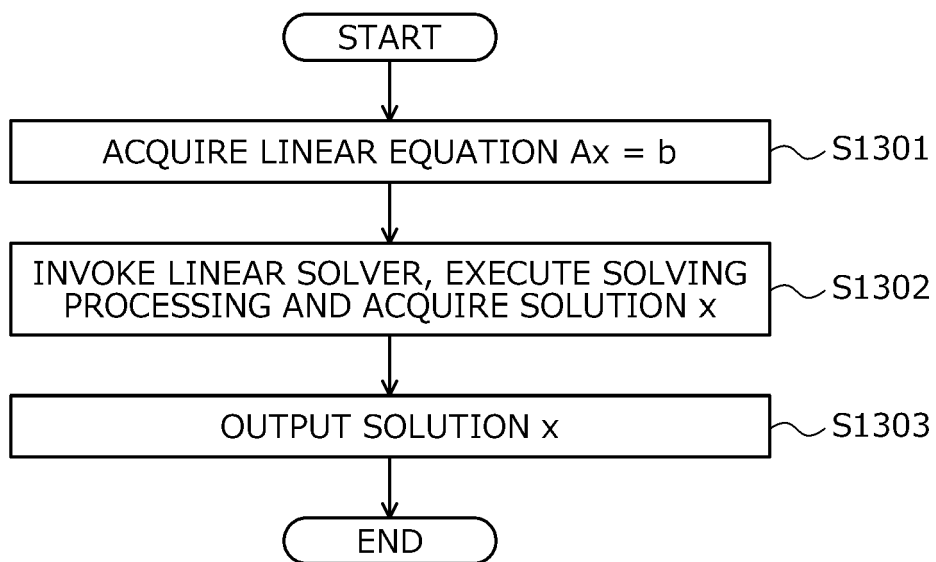 START
ACQUIRE LINEAR EQUATION Ax = b
S1301
INVOKE LINEAR SOLVER, EXECUTE SOLVING
PROCESSING AND ACQUIRE SOLUTION x
S1302
OUTPUT SOLUTION x
S1303
END